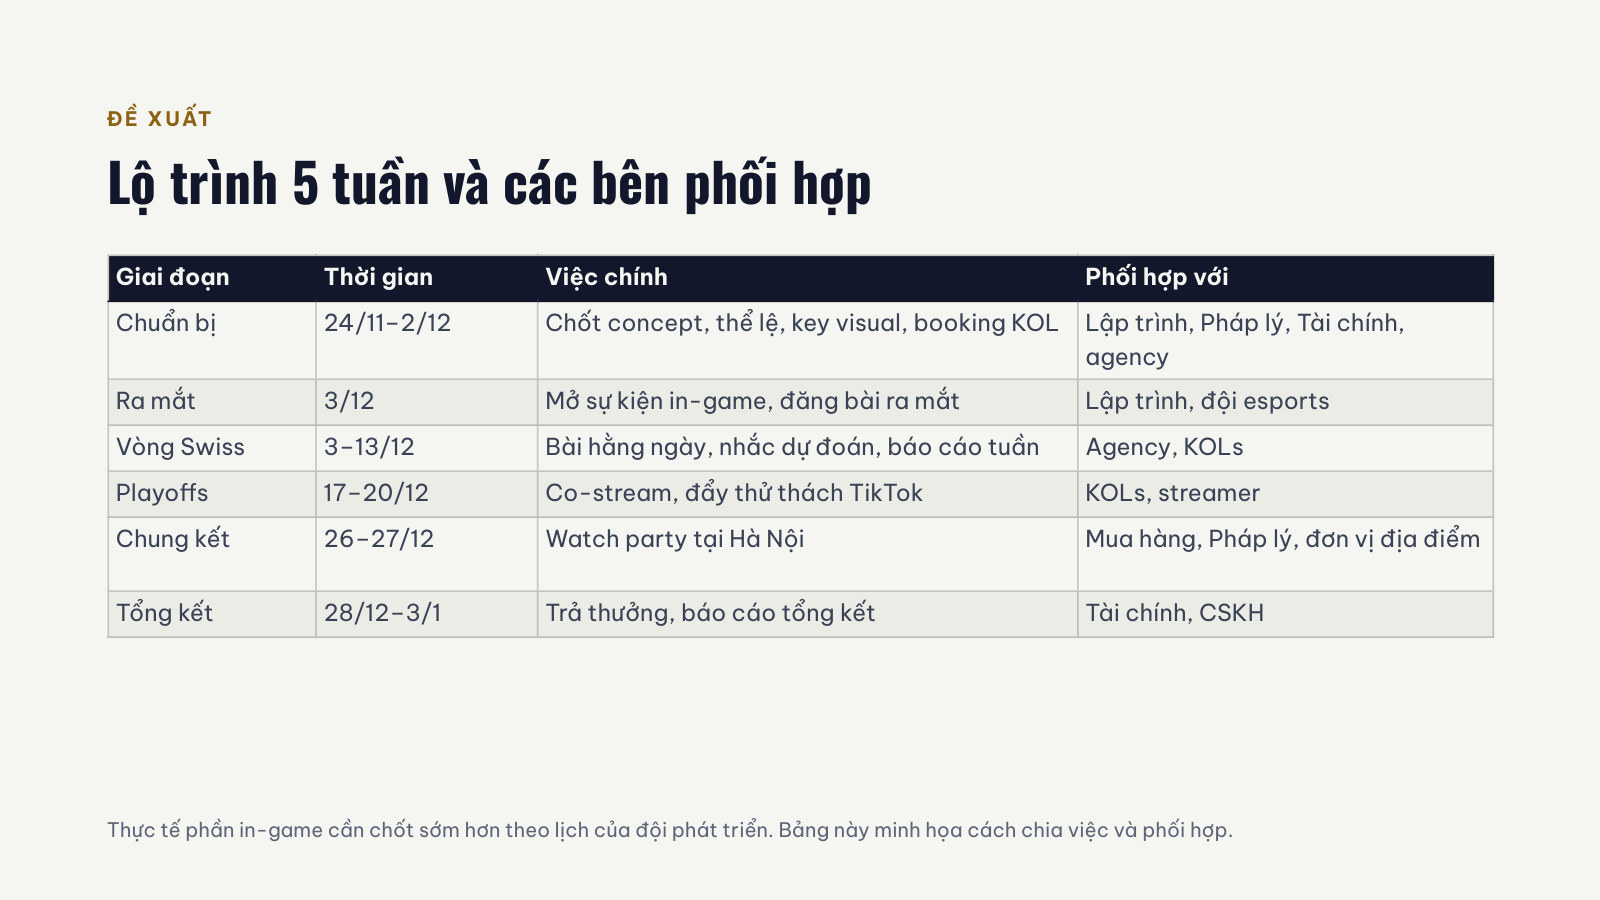 ĐỀ XUẤT
Lộ trình 5 tuần và các bên phối hợp
Giai đoạn Thời gian Việc chính Phối hợp với
Chuẩn bị 24/11–2/12 Chốt concept, thể lệ, key visual, booking KOL Lập trình, Pháp lý, Tài chính,
agency
Ra mắt 3/12 Mở sự kiện in-game, đăng bài ra mắt Lập trình, đội esports
Vòng Swiss 3–13/12 Bài hằng ngày, nhắc dự đoán, báo cáo tuần Agency, KOLs
Playoffs 17–20/12 Co-stream, đẩy thử thách TikTok KOLs, streamer
Chung kết 26–27/12 Watch party tại Hà Nội Mua hàng, Pháp lý, đơn vị địa điểm
Tổng kết 28/12–3/1 Trả thưởng, báo cáo tổng kết Tài chính, CSKH
Thực tế phần in-game cần chốt sớm hơn theo lịch của đội phát triển. Bảng này minh họa cách chia việc và phối hợp.